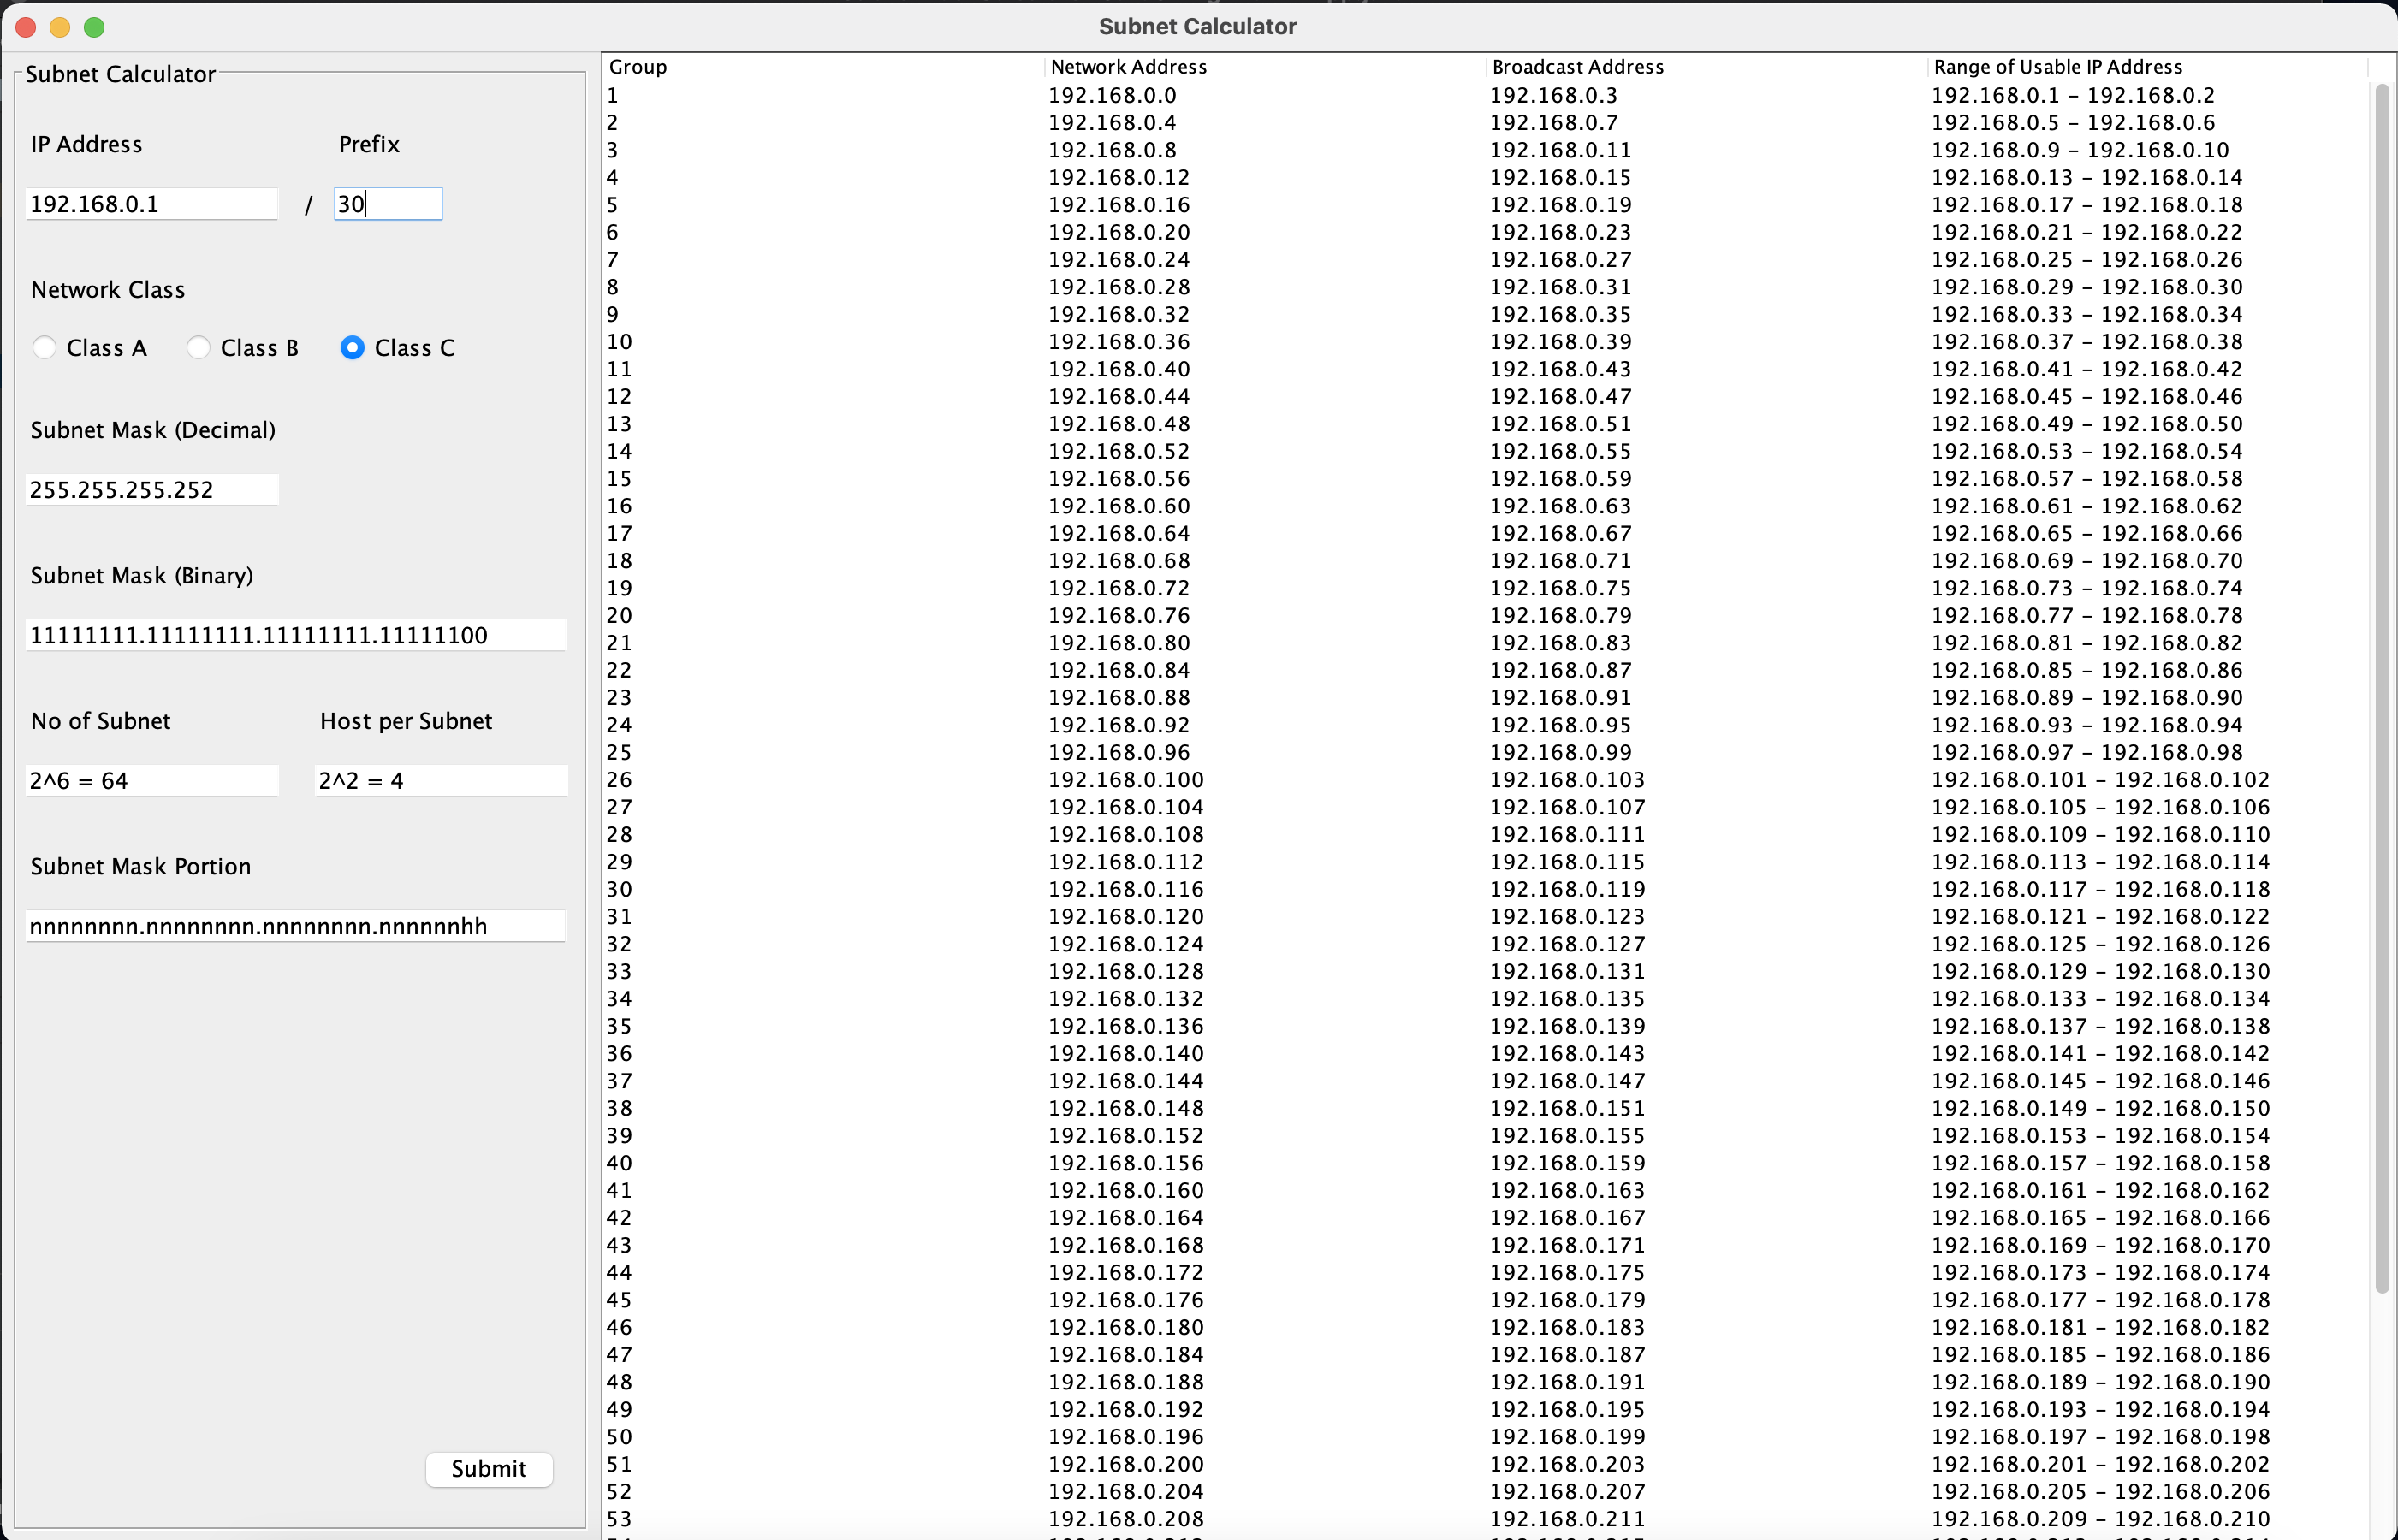 Subnet Calculator
Subnet Calculator
IP Address Prefix
192.168.0.1 / 30
Network Class
Class A Class B Class C
Subnet Mask (Decimal)
255.255.255.252
Subnet Mask (Binary)
11111111.11111111.11111111.11111100
No of Subnet Host per Subnet
2^6 = 64 2^2 = 4
Subnet Mask Portion
nnnnnnnn.nnnnnnnn.nnnnnnnn.nnnnnnhh
Submit
Group Network Address Broadcast Address Range of Usable IP Address
1 192.168.0.0 192.168.0.3 192.168.0.1 - 192.168.0.2
2 192.168.0.4 192.168.0.7 192.168.0.5 - 192.168.0.6
3 192.168.0.8 192.168.0.11 192.168.0.9 - 192.168.0.10
4 192.168.0.12 192.168.0.15 192.168.0.13 - 192.168.0.14
5 192.168.0.16 192.168.0.19 192.168.0.17 - 192.168.0.18
6 192.168.0.20 192.168.0.23 192.168.0.21 - 192.168.0.22
7 192.168.0.24 192.168.0.27 192.168.0.25 - 192.168.0.26
8 192.168.0.28 192.168.0.31 192.168.0.29 - 192.168.0.30
9 192.168.0.32 192.168.0.35 192.168.0.33 - 192.168.0.34
10 192.168.0.36 192.168.0.39 192.168.0.37 - 192.168.0.38
11 192.168.0.40 192.168.0.43 192.168.0.41 - 192.168.0.42
12 192.168.0.44 192.168.0.47 192.168.0.45 - 192.168.0.46
13 192.168.0.48 192.168.0.51 192.168.0.49 - 192.168.0.50
14 192.168.0.52 192.168.0.55 192.168.0.53 - 192.168.0.54
15 192.168.0.56 192.168.0.59 192.168.0.57 - 192.168.0.58
16 192.168.0.60 192.168.0.63 192.168.0.61 - 192.168.0.62
17 192.168.0.64 192.168.0.67 192.168.0.65 - 192.168.0.66
18 192.168.0.68 192.168.0.71 192.168.0.69 - 192.168.0.70
19 192.168.0.72 192.168.0.75 192.168.0.73 - 192.168.0.74
20 192.168.0.76 192.168.0.79 192.168.0.77 - 192.168.0.78
21 192.168.0.80 192.168.0.83 192.168.0.81 - 192.168.0.82
22 192.168.0.84 192.168.0.87 192.168.0.85 - 192.168.0.86
23 192.168.0.88 192.168.0.91 192.168.0.89 - 192.168.0.90
24 192.168.0.92 192.168.0.95 192.168.0.93 - 192.168.0.94
25 192.168.0.96 192.168.0.99 192.168.0.97 - 192.168.0.98
26 192.168.0.100 192.168.0.103 192.168.0.101 - 192.168.0.102
27 192.168.0.104 192.168.0.107 192.168.0.105 - 192.168.0.106
28 192.168.0.108 192.168.0.111 192.168.0.109 - 192.168.0.110
29 192.168.0.112 192.168.0.115 192.168.0.113 - 192.168.0.114
30 192.168.0.116 192.168.0.119 192.168.0.117 - 192.168.0.118
31 192.168.0.120 192.168.0.123 192.168.0.121 - 192.168.0.122
32 192.168.0.124 192.168.0.127 192.168.0.125 - 192.168.0.126
33 192.168.0.128 192.168.0.131 192.168.0.129 - 192.168.0.130
34 192.168.0.132 192.168.0.135 192.168.0.133 - 192.168.0.134
35 192.168.0.136 192.168.0.139 192.168.0.137 - 192.168.0.138
36 192.168.0.140 192.168.0.143 192.168.0.141 - 192.168.0.142
37 192.168.0.144 192.168.0.147 192.168.0.145 - 192.168.0.146
38 192.168.0.148 192.168.0.151 192.168.0.149 - 192.168.0.150
39 192.168.0.152 192.168.0.155 192.168.0.153 - 192.168.0.154
40 192.168.0.156 192.168.0.159 192.168.0.157 - 192.168.0.158
41 192.168.0.160 192.168.0.163 192.168.0.161 - 192.168.0.162
42 192.168.0.164 192.168.0.167 192.168.0.165 - 192.168.0.166
43 192.168.0.168 192.168.0.171 192.168.0.169 - 192.168.0.170
44 192.168.0.172 192.168.0.175 192.168.0.173 - 192.168.0.174
45 192.168.0.176 192.168.0.179 192.168.0.177 - 192.168.0.178
46 192.168.0.180 192.168.0.183 192.168.0.181 - 192.168.0.182
47 192.168.0.184 192.168.0.187 192.168.0.185 - 192.168.0.186
48 192.168.0.188 192.168.0.191 192.168.0.189 - 192.168.0.190
49 192.168.0.192 192.168.0.195 192.168.0.193 - 192.168.0.194
50 192.168.0.196 192.168.0.199 192.168.0.197 - 192.168.0.198
51 192.168.0.200 192.168.0.203 192.168.0.201 - 192.168.0.202
52 192.168.0.204 192.168.0.207 192.168.0.205 - 192.168.0.206
53 192.168.0.208 192.168.0.211 192.168.0.209 - 192.168.0.210